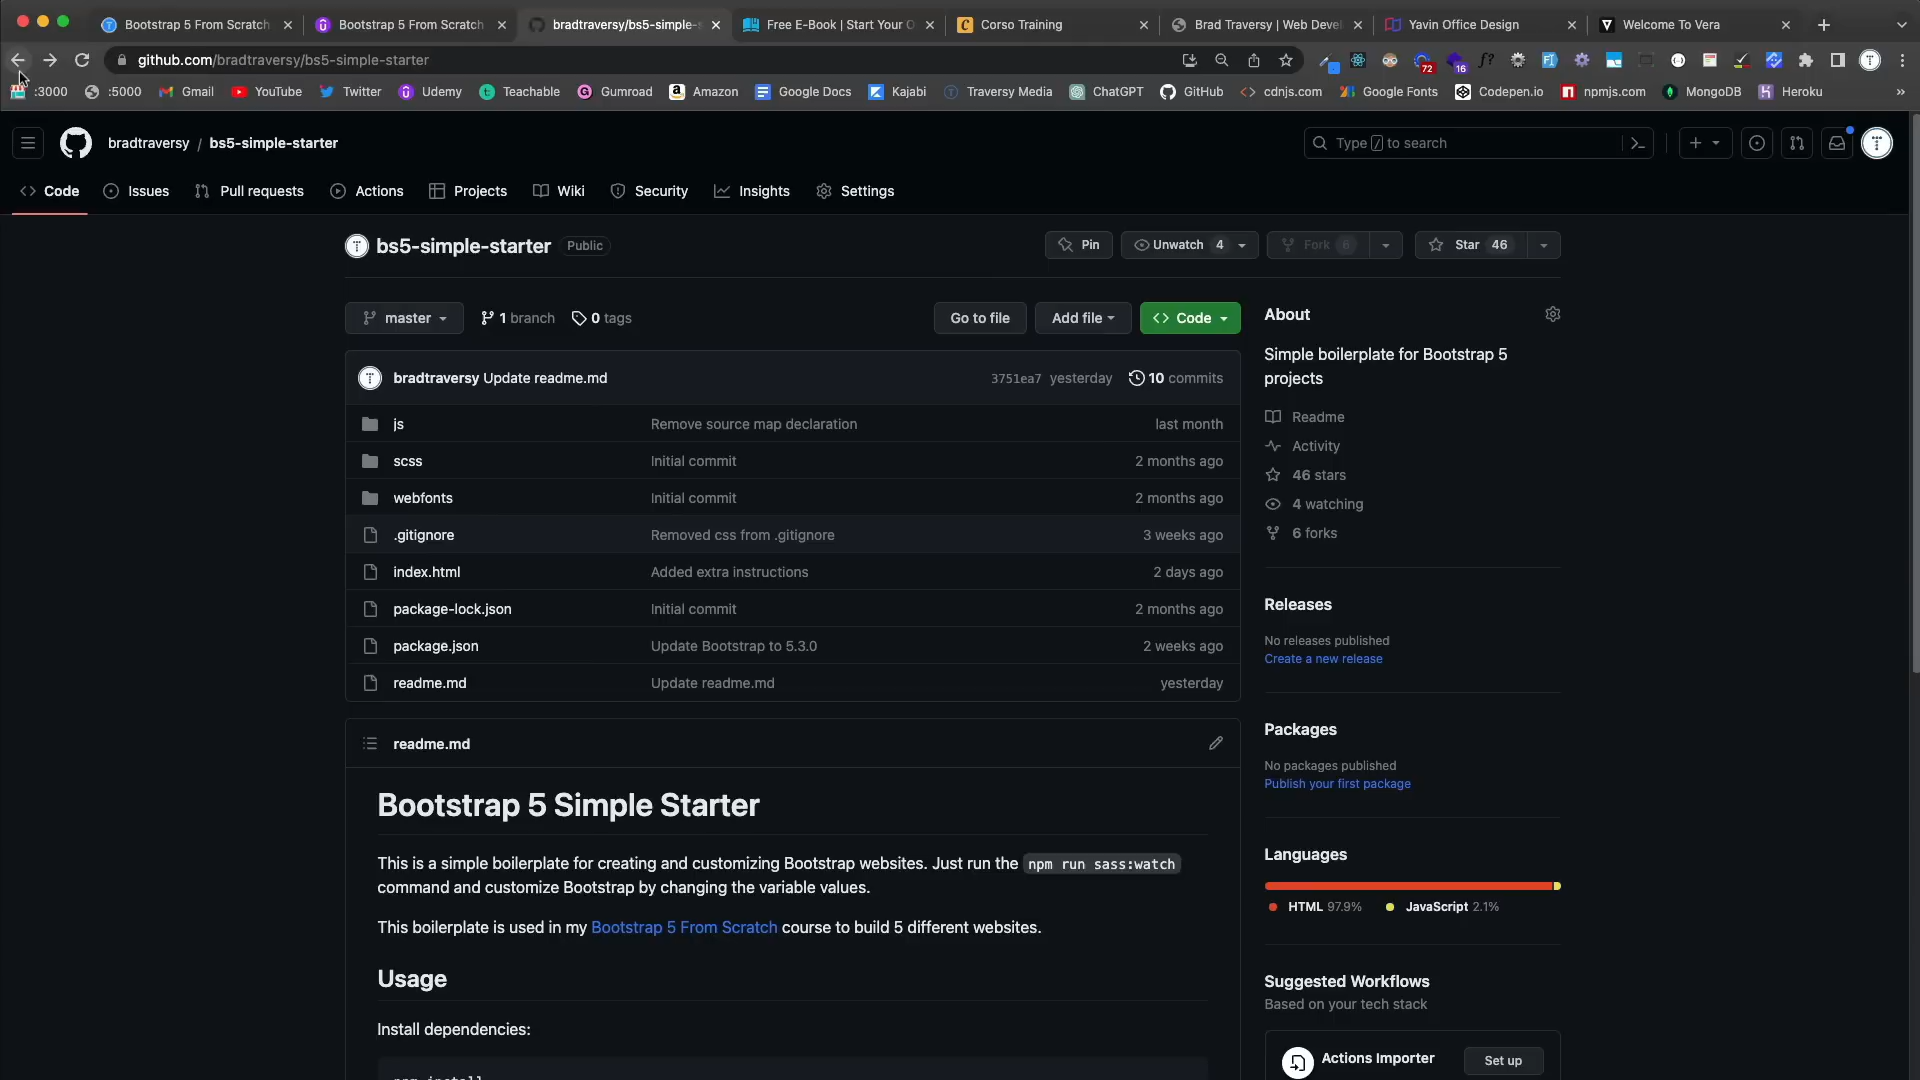 Bootstrap 5 From Scratch
Bootstrap 5 From Scratch
bradtraversy/bs5-simple-s
Free E-Book | Start Your O
Corso Training
Brad Traversy | Web Devel
Yavin Office Design
Welcome To Vera
github.com/bradtraversy/bs5-simple-starter
72
16
f?
:3000
:5000
Gmail
YouTube
Twitter
Udemy
Teachable
Gumroad
Amazon
Google Docs
Kajabi
Traversy Media
ChatGPT
GitHub
cdnjs.com
Google Fonts
Codepen.io
npmjs.com
MongoDB
Heroku
»
bradtraversy / bs5-simple-starter
Type / to search
Code
Issues
Pull requests
Actions
Projects
Wiki
Security
Insights
Settings
bs5-simple-starter Public
Pin
Unwatch 4
Fork 6
Star 46
master
1 branch
0 tags
Go to file
Add file
Code
bradtraversy Update readme.md 3751ea7 yesterday 10 commits
js Remove source map declaration last month
scss Initial commit 2 months ago
webfonts Initial commit 2 months ago
.gitignore Removed css from .gitignore 3 weeks ago
index.html Added extra instructions 2 days ago
package-lock.json Initial commit 2 months ago
package.json Update Bootstrap to 5.3.0 2 weeks ago
readme.md Update readme.md yesterday
readme.md
Bootstrap 5 Simple Starter
This is a simple boilerplate for creating and customizing Bootstrap websites. Just run the npm run sass:watch
command and customize Bootstrap by changing the variable values.
This boilerplate is used in my Bootstrap 5 From Scratch course to build 5 different websites.
Usage
Install dependencies:
npm install
About
Simple boilerplate for Bootstrap 5
projects
Readme
Activity
46 stars
4 watching
6 forks
Releases
No releases published
Create a new release
Packages
No packages published
Publish your first package
Languages
HTML 97.9%
JavaScript 2.1%
Suggested Workflows
Based on your tech stack
Actions Importer
Set up